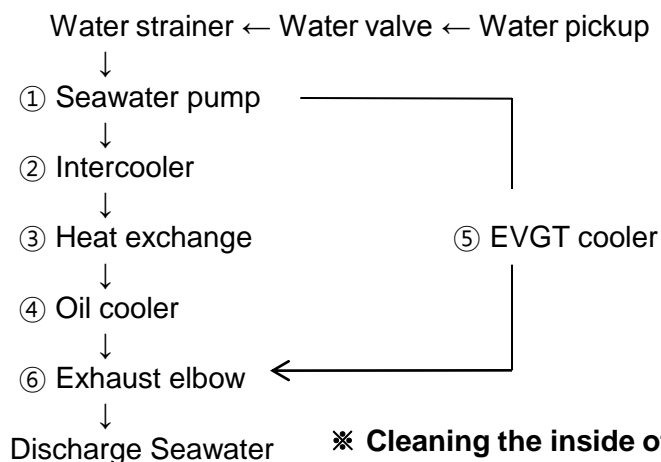 Water strainer ← Water valve ← Water pickup
↓
① Seawater pump
↓
② Intercooler
↓
③ Heat exchange ⑤ EVGT cooler
↓
④ Oil cooler
↓
⑥ Exhaust elbow
↓
Discharge Seawater ※ Cleaning the inside of